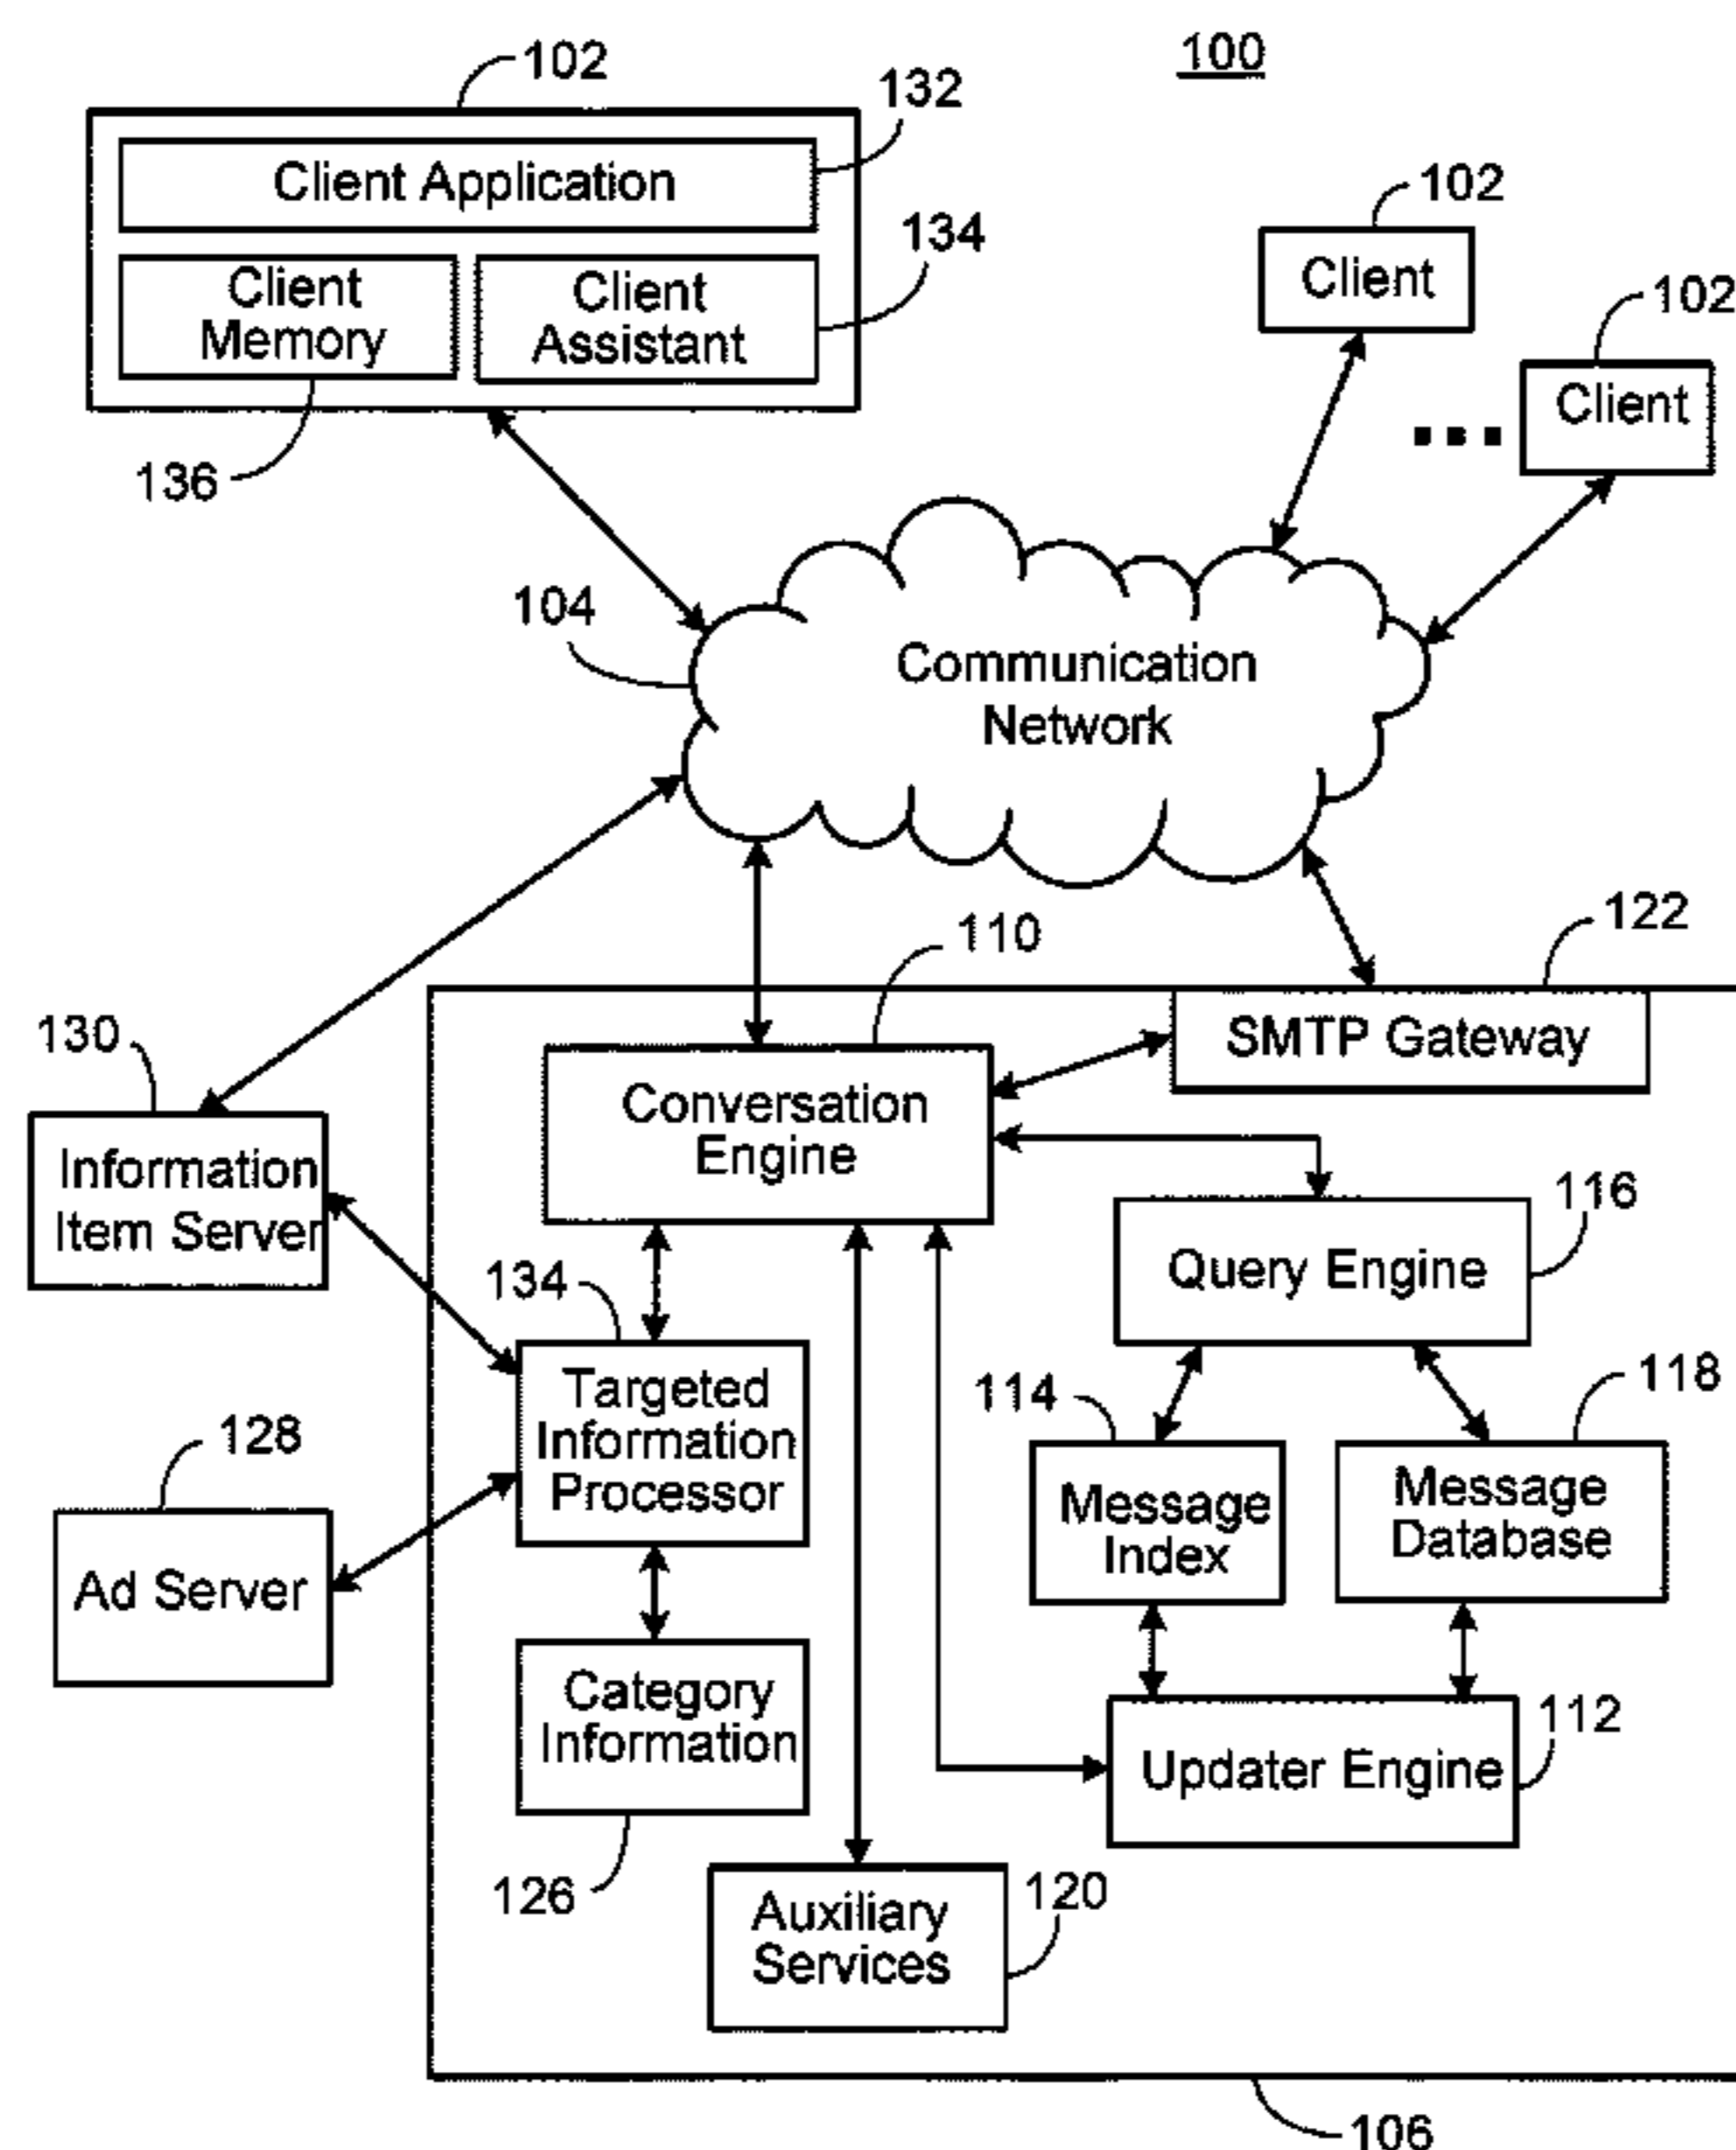 100
102
132
Client Application
134
Client
Memory
Client
Assistant
136
102
Client
102
Client
...
104
Communication
Network
110
122
SMTP Gateway
130
Information
Item Server
Conversation
Engine
116
Query Engine
134
Targeted
Information
Processor
114
118
Message
Index
Message
Database
128
Ad Server
Category
Information
126
112
Updater Engine
120
Auxiliary
Services
106